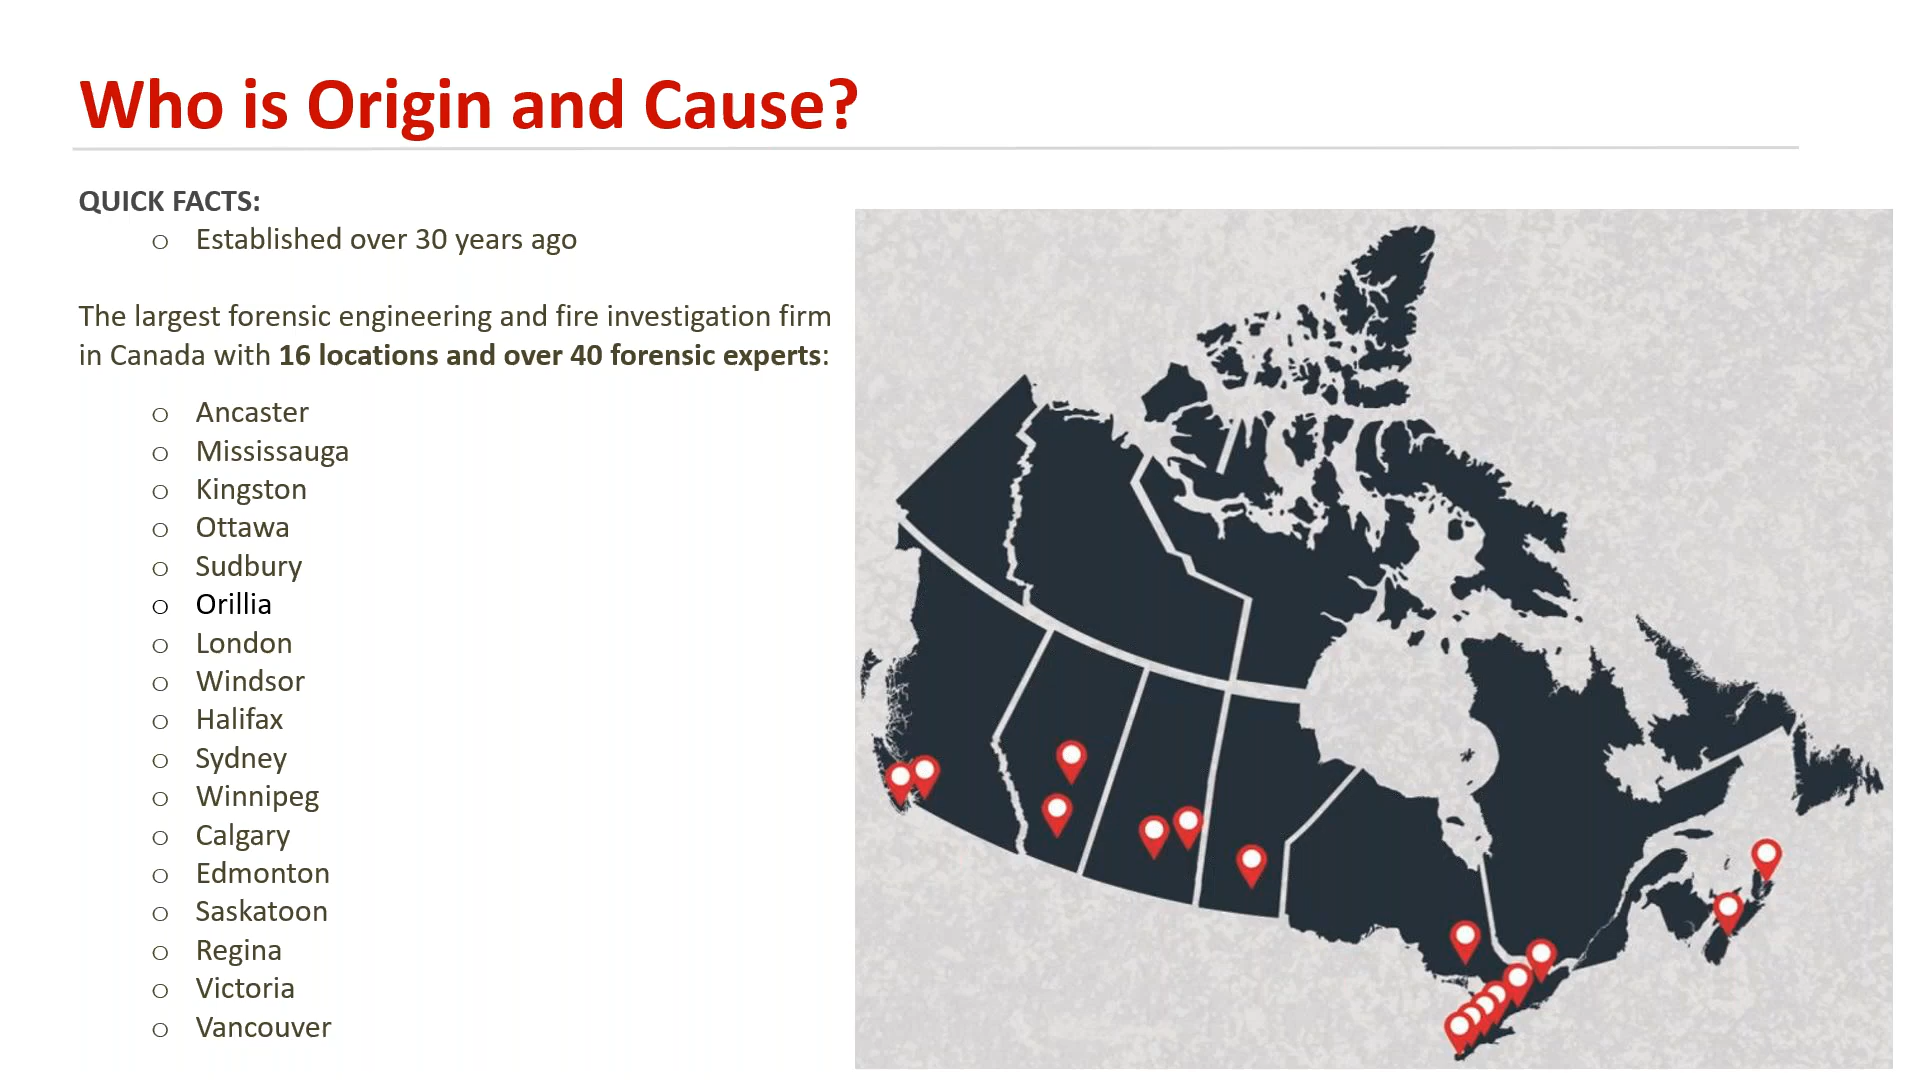 Who is Origin and Cause?
QUICK FACTS:
o Established over 30 years ago
The largest forensic engineering and fire investigation firm
in Canada with 16 locations and over 40 forensic experts:
o Ancaster
o Mississauga
o Kingston
o Ottawa
o Sudbury
o Orillia
o London
o Windsor
o Halifax
o Sydney
o Winnipeg
o Calgary
o Edmonton
o Saskatoon
o Regina
o Victoria
o Vancouver